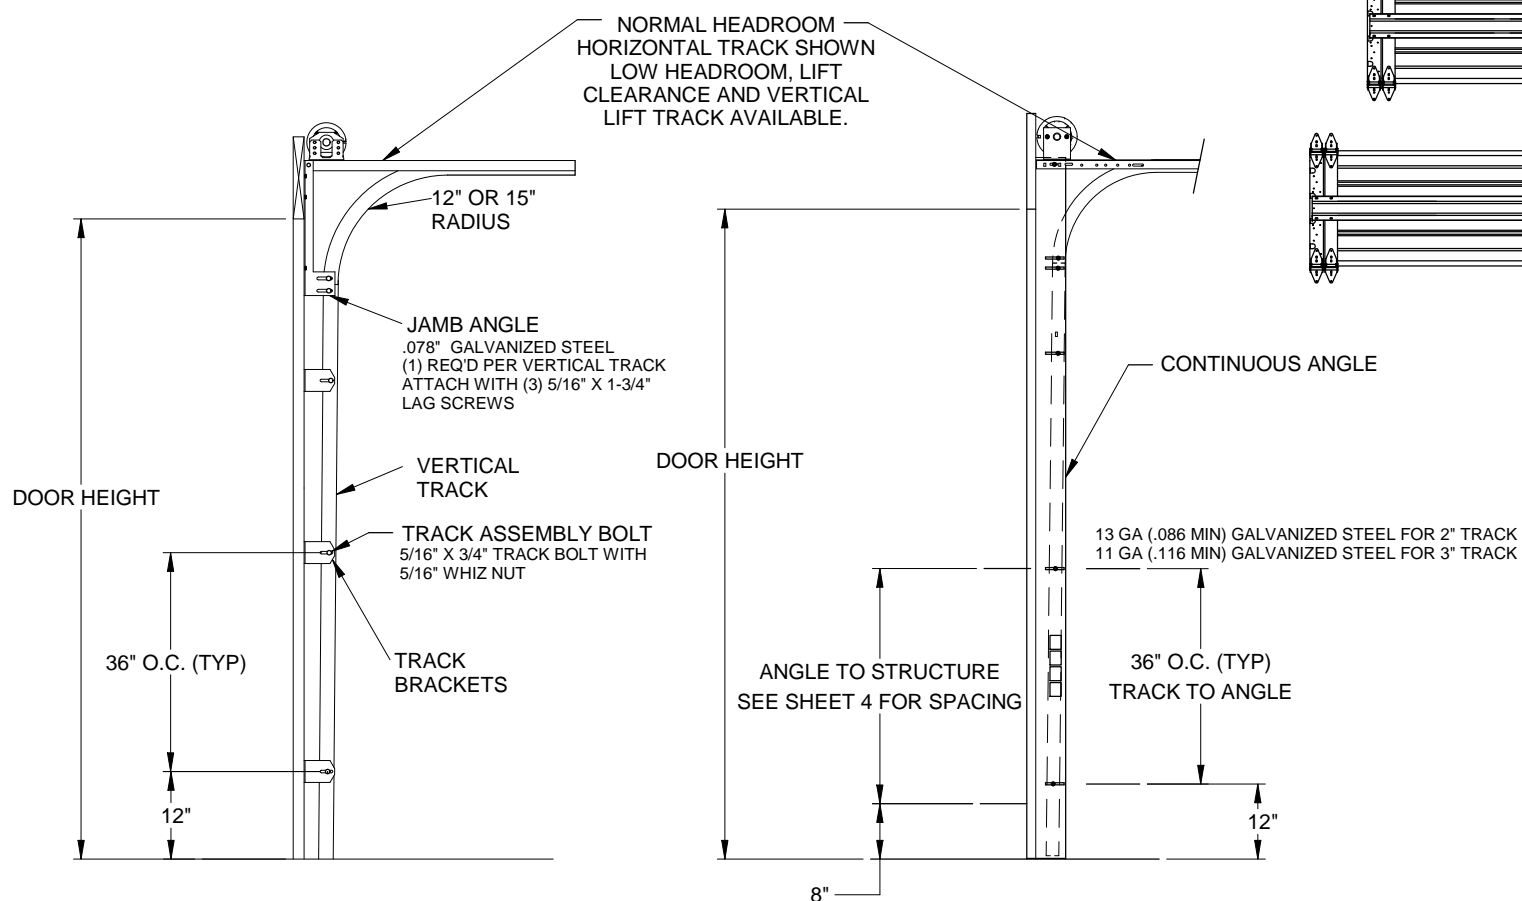 NORMAL HEADROOM
HORIZONTAL TRACK SHOWN
LOW HEADROOM, LIFT
CLEARANCE AND VERTICAL
LIFT TRACK AVAILABLE.
12" OR 15"
RADIUS
JAMB ANGLE
.078" GALVANIZED STEEL
(1) REQ'D PER VERTICAL TRACK
ATTACH WITH (3) 5/16" X 1-3/4"
LAG SCREWS
VERTICAL
TRACK
DOOR HEIGHT
TRACK ASSEMBLY BOLT
5/16" X 3/4" TRACK BOLT WITH
5/16" WHIZ NUT
36" O.C. (TYP)
TRACK
BRACKETS
12"
CONTINUOUS ANGLE
DOOR HEIGHT
13 GA (.086 MIN) GALVANIZED STEEL FOR 2" TRACK
11 GA (.116 MIN) GALVANIZED STEEL FOR 3" TRACK
ANGLE TO STRUCTURE
SEE SHEET 4 FOR SPACING
36" O.C. (TYP)
TRACK TO ANGLE
12"
8"